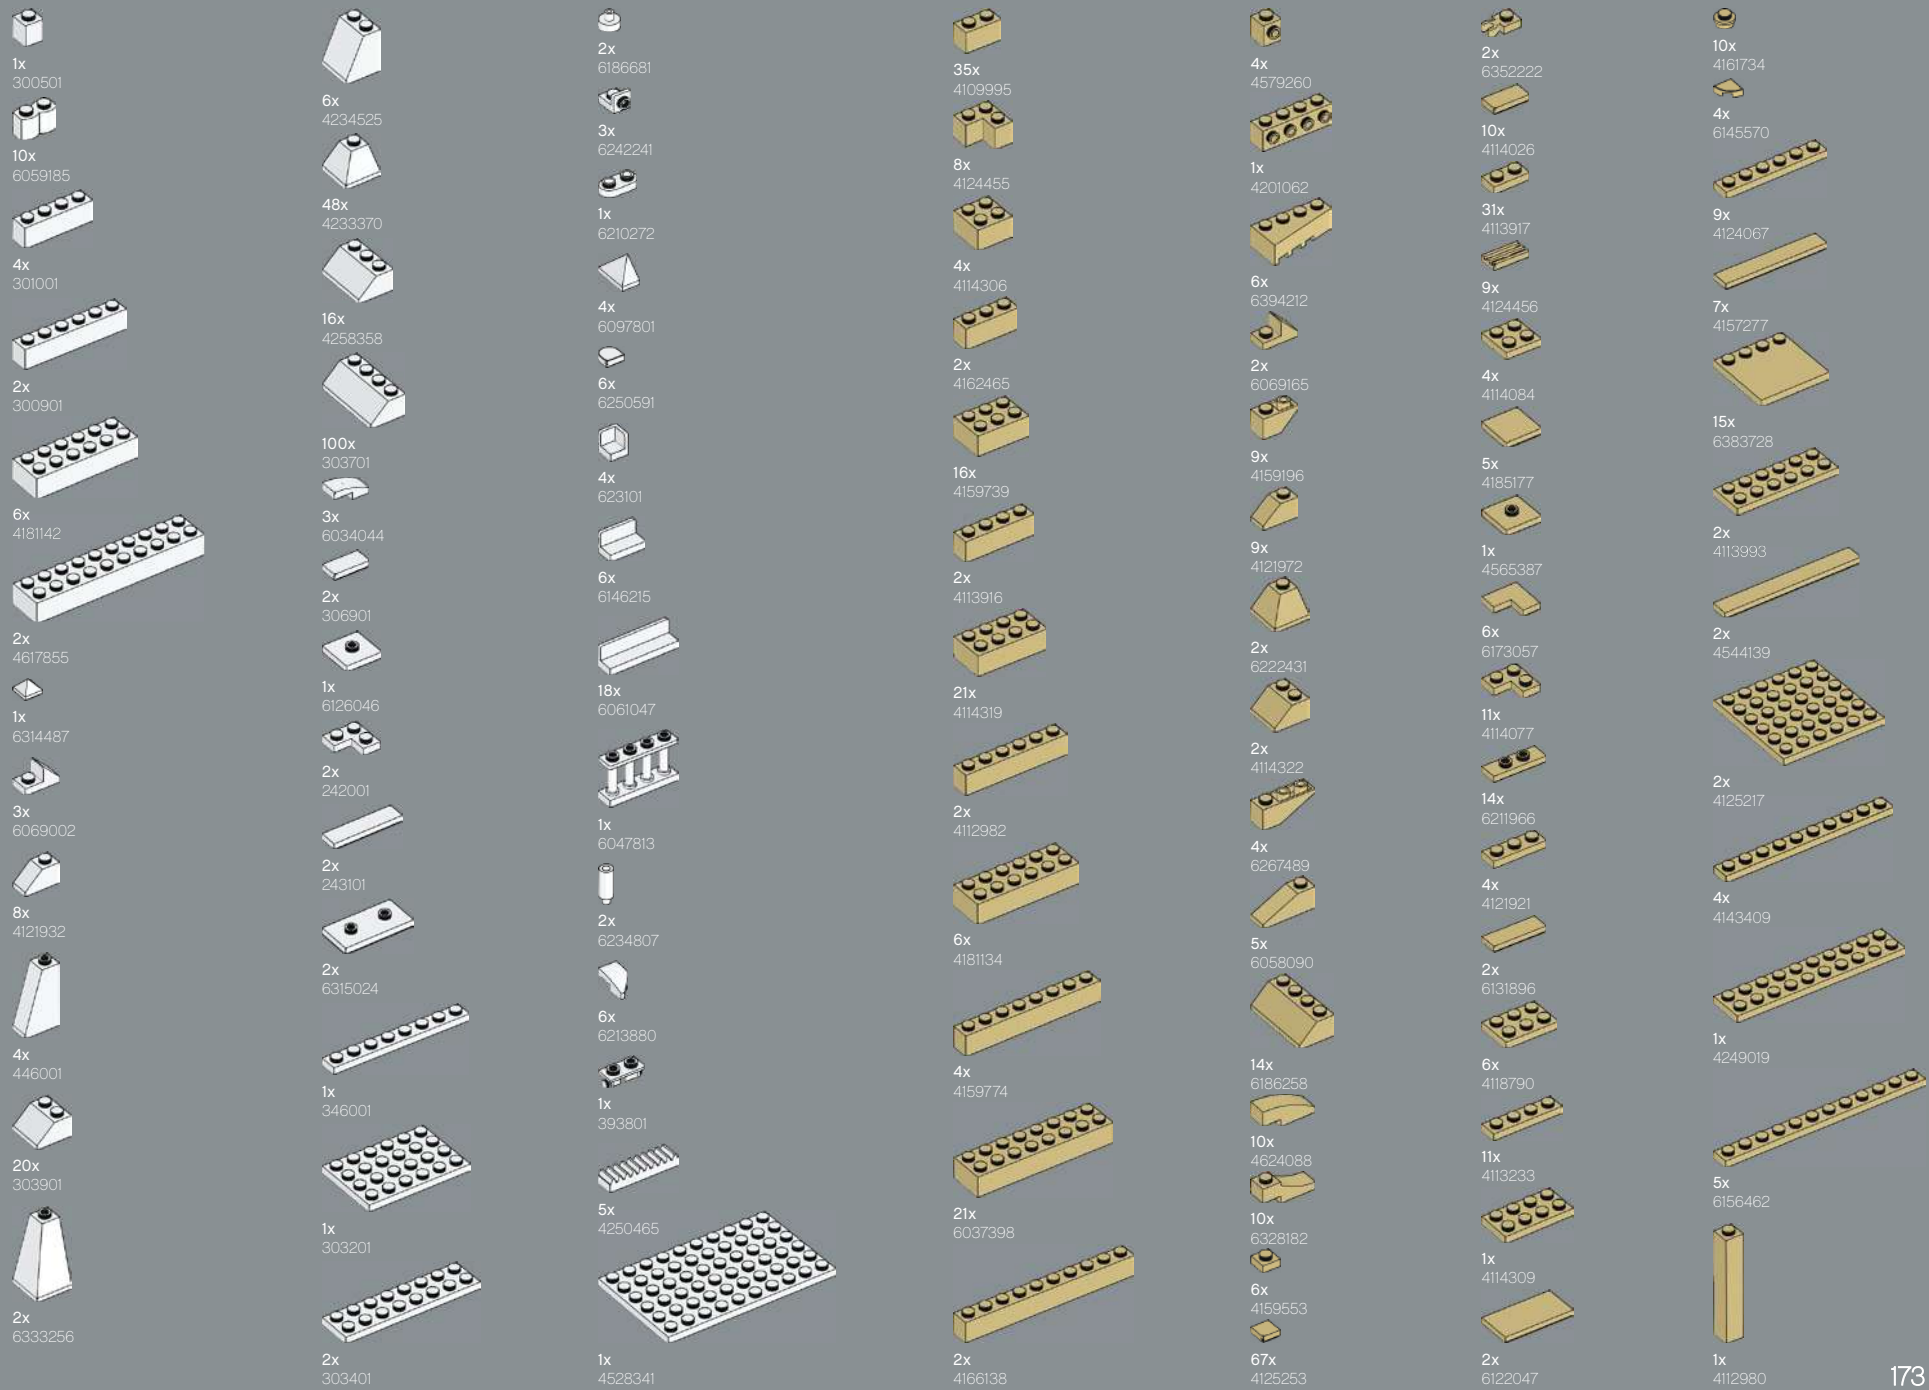 1x
300501
10x
6059185
4x
301001
2x
300901
6x
4181142
2x
4617855
1x
6314487
3x
6069002
8x
4121932
4x
446001
20x
303901
2x
6333256
6x
4234525
48x
4233370
16x
4258358
100x
303701
3x
6034044
2x
306901
1x
6126046
2x
242001
2x
243101
2x
6315024
1x
346001
1x
303201
2x
303401
2x
6186681
3x
6242241
1x
6210272
4x
6097801
6x
6250591
4x
623101
6x
6146215
18x
6061047
1x
6047813
2x
6234807
6x
6213880
1x
393801
5x
4250465
1x
4528341
35x
4109995
8x
4124455
4x
4114306
2x
4162465
16x
4159739
2x
4113916
21x
4114319
2x
4112982
6x
4181134
4x
4159774
21x
6037398
2x
4166138
4x
4579260
1x
4201062
6x
6394212
2x
6069165
9x
4159196
9x
4121972
2x
6222431
2x
4114322
4x
6267489
5x
6058090
14x
6186258
10x
4624088
10x
6328182
6x
4159553
67x
4125253
2x
6352222
10x
4114026
31x
4113917
9x
4124456
4x
4114084
5x
4185177
1x
4565387
6x
6173057
11x
4114077
14x
6211966
4x
4121921
2x
6131896
6x
4118790
11x
4113233
1x
4114309
2x
6122047
10x
4161734
4x
6145570
9x
4124067
7x
4157277
15x
6383728
2x
4113993
2x
4544139
2x
4125217
4x
4143409
1x
4249019
5x
6156462
1x
4112980
173